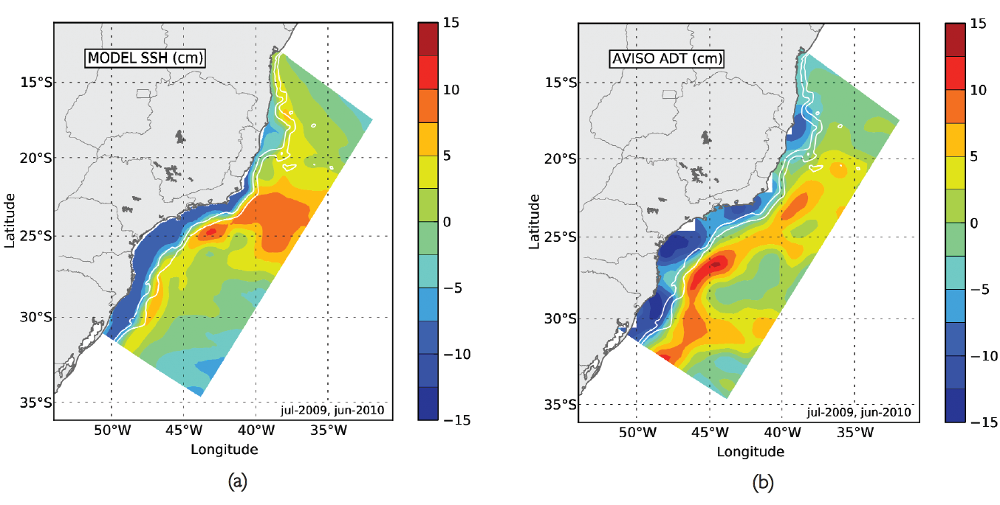 MODEL SSH (cm)
15°S
20°S
25°S
30°S
35°S
50°W
45°W
40°W
35°W
Latitude
Longitude
jul-2009, jun-2010
15
10
5
0
−5
−10
−15
(a)
AVISO ADT (cm)
15°S
20°S
25°S
30°S
35°S
50°W
45°W
40°W
35°W
Latitude
Longitude
jul-2009, jun-2010
15
10
5
0
−5
−10
−15
(b)